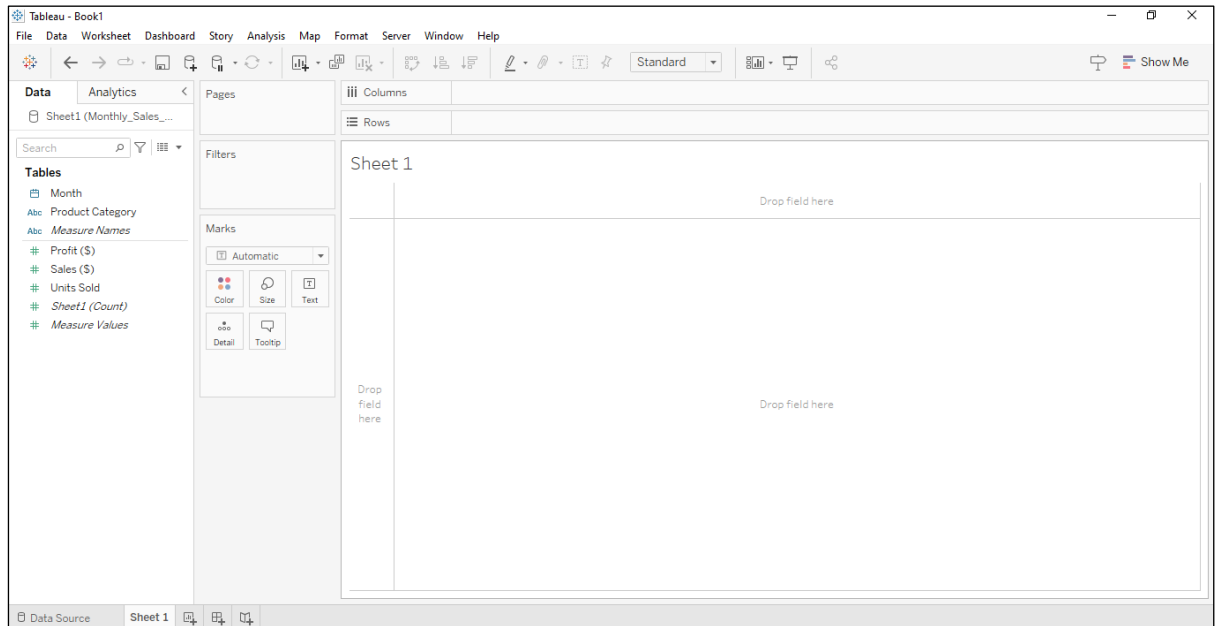 Tableau - Book1
File Data Worksheet Dashboard Story Analysis Map Format Server Window Help
Standard
Show Me
Data Analytics
Sheet1 (Monthly_Sales_...
Search
Tables
Month
Abc Product Category
Abc Measure Names
# Profit ($)
# Sales ($)
# Units Sold
# Sheet1 (Count)
# Measure Values
Pages
Filters
Marks
T Automatic
Color Size Text
Detail Tooltip
Columns
Rows
Sheet 1
Drop field here
Drop
field
here
Drop field here
Data Source Sheet 1